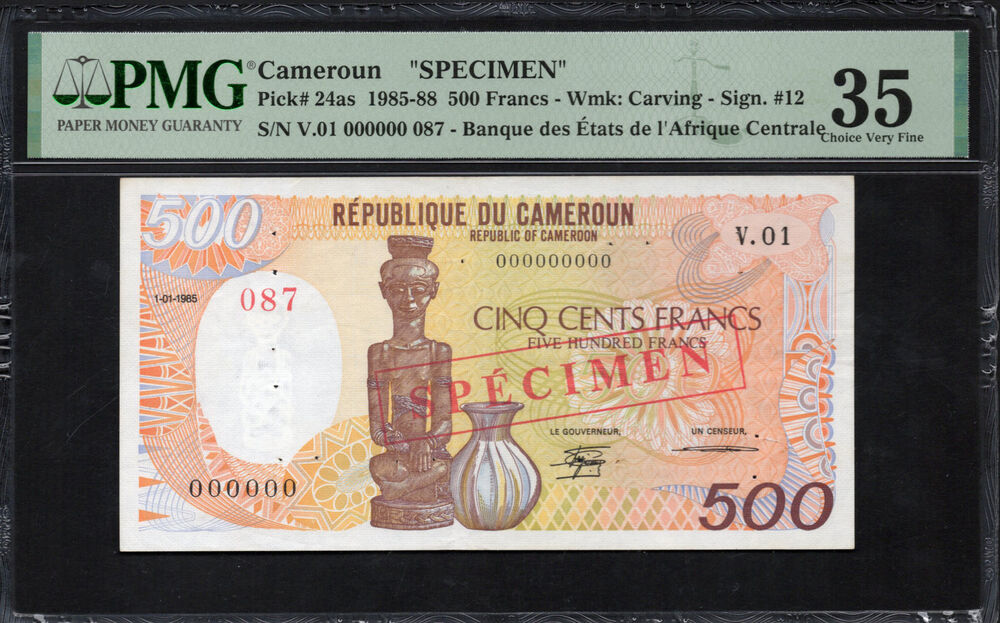 PMG® Cameroun "SPECIMEN"
Pick# 24as 1985-88 500 Francs - Wmk: Carving - Sign. #12
PAPER MONEY GUARANTY
S/N V.01 000000 087 - Banque des États de l'Afrique Centrale
35
Choice Very Fine
500
RÉPUBLIQUE DU CAMEROUN
REPUBLIC OF CAMEROON
V.01
000000000
1-01-1985
087
CINQ CENTS FRANCS
FIVE HUNDRED FRANCS
SPÉCIMEN
LE GOUVERNEUR,
UN CENSEUR,
000000
500